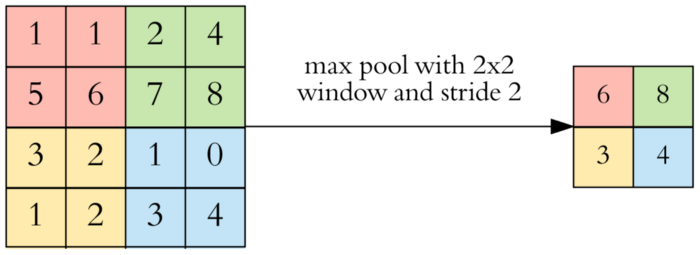 1 1 2 4
5 6 7 8
3 2 1 0
1 2 3 4
max pool with 2x2
window and stride 2
6 8
3 4